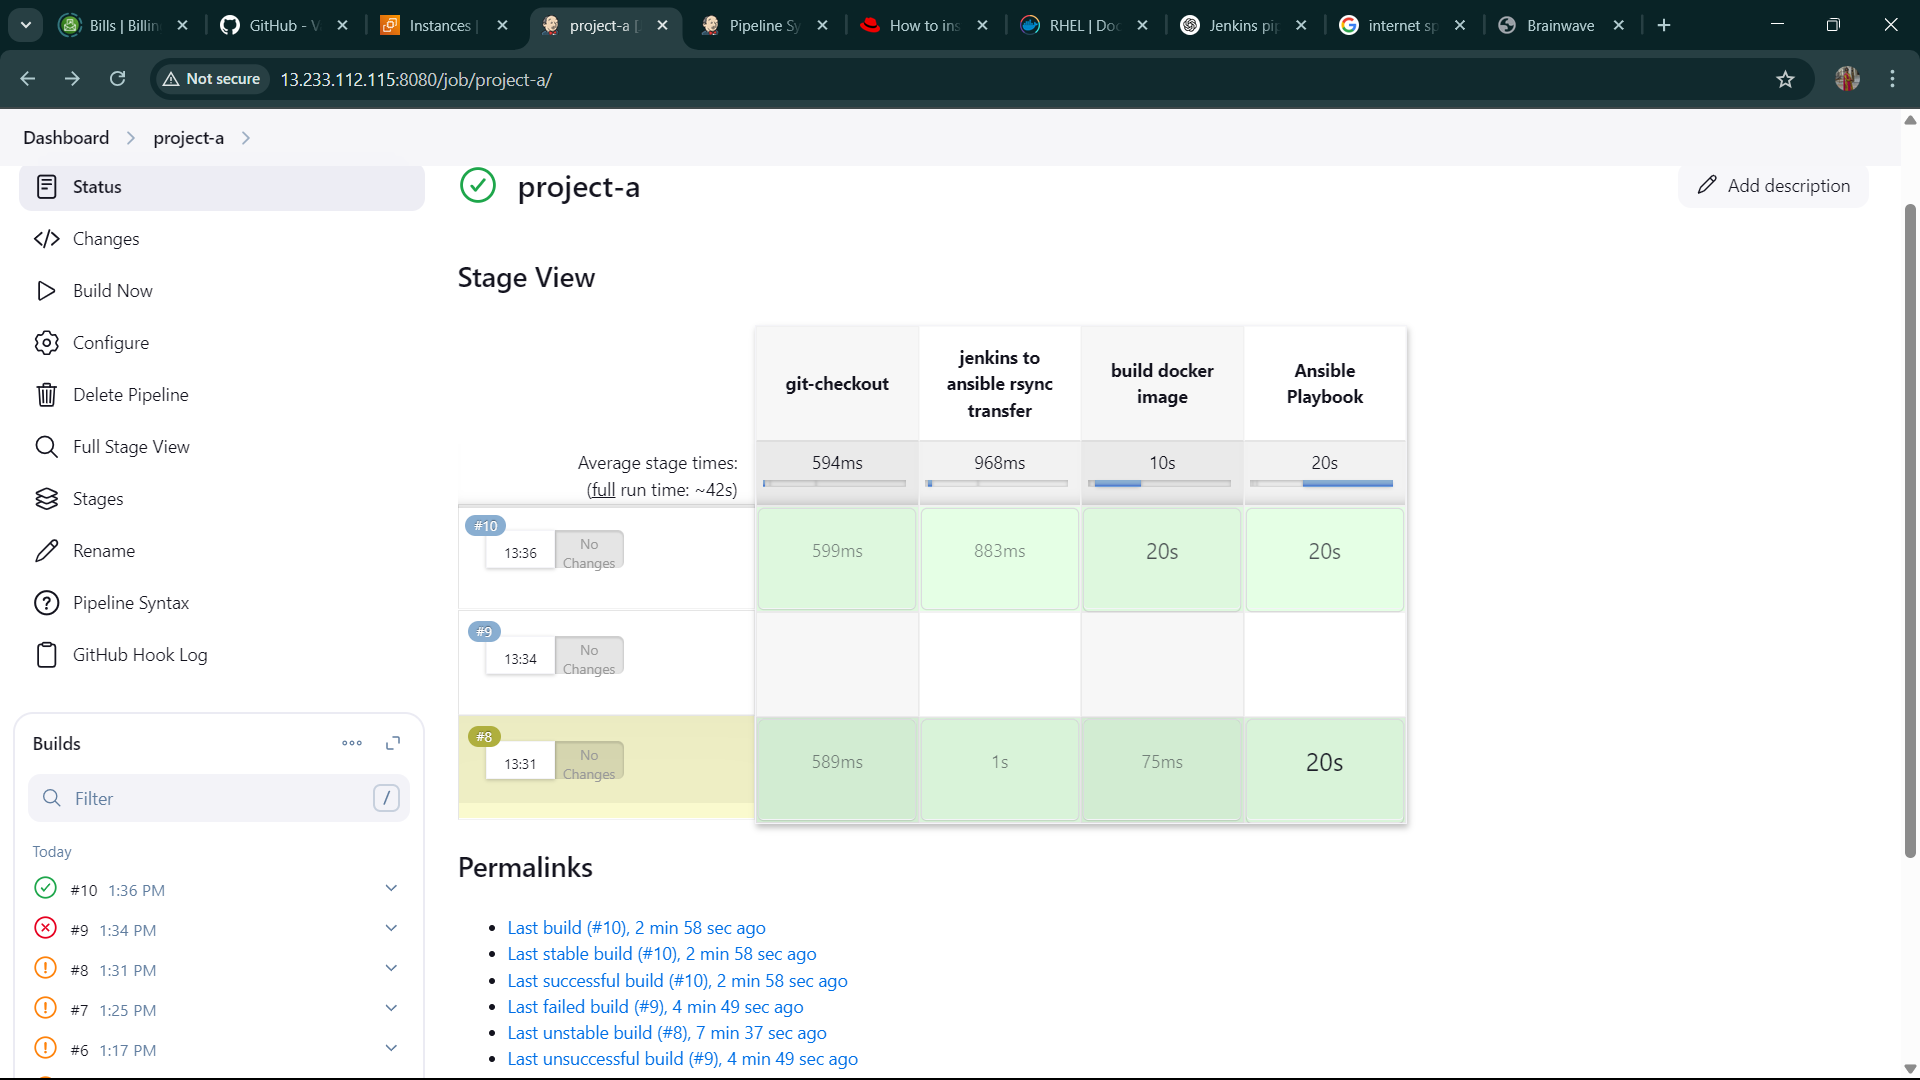 Bills | Billin
GitHub - V
Instances |
project-a [
Pipeline Sy
How to ins
RHEL | Doc
Jenkins pip
internet sp
Brainwave
Not secure
13.233.112.115:8080/job/project-a/
Dashboard
project-a
Status
Changes
Build Now
Configure
Delete Pipeline
Full Stage View
Stages
Rename
Pipeline Syntax
GitHub Hook Log
Builds
Filter
/
Today
#10 1:36 PM
#9 1:34 PM
#8 1:31 PM
#7 1:25 PM
#6 1:17 PM
project-a
Add description
Stage View
git-checkout
jenkins to
ansible rsync
transfer
build docker
image
Ansible
Playbook
Average stage times:
(full run time: ~42s)
594ms
968ms
10s
20s
#10
13:36
No
Changes
599ms
883ms
20s
20s
#9
13:34
No
Changes
#8
13:31
No
Changes
589ms
1s
75ms
20s
Permalinks
Last build (#10), 2 min 58 sec ago
Last stable build (#10), 2 min 58 sec ago
Last successful build (#10), 2 min 58 sec ago
Last failed build (#9), 4 min 49 sec ago
Last unstable build (#8), 7 min 37 sec ago
Last unsuccessful build (#9), 4 min 49 sec ago